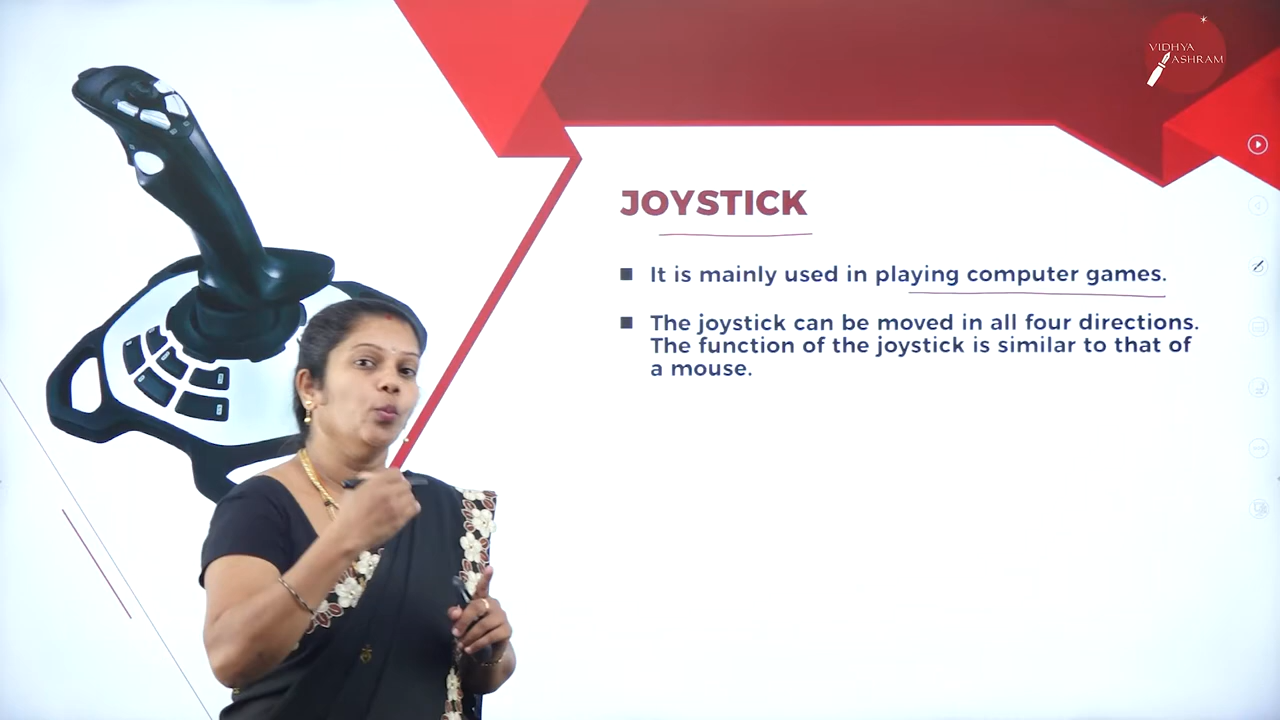 VIDHYA
ASHRAM
JOYSTICK
■ It is mainly used in playing computer games.
■ The joystick can be moved in all four directions.
The function of the joystick is similar to that of
a mouse.